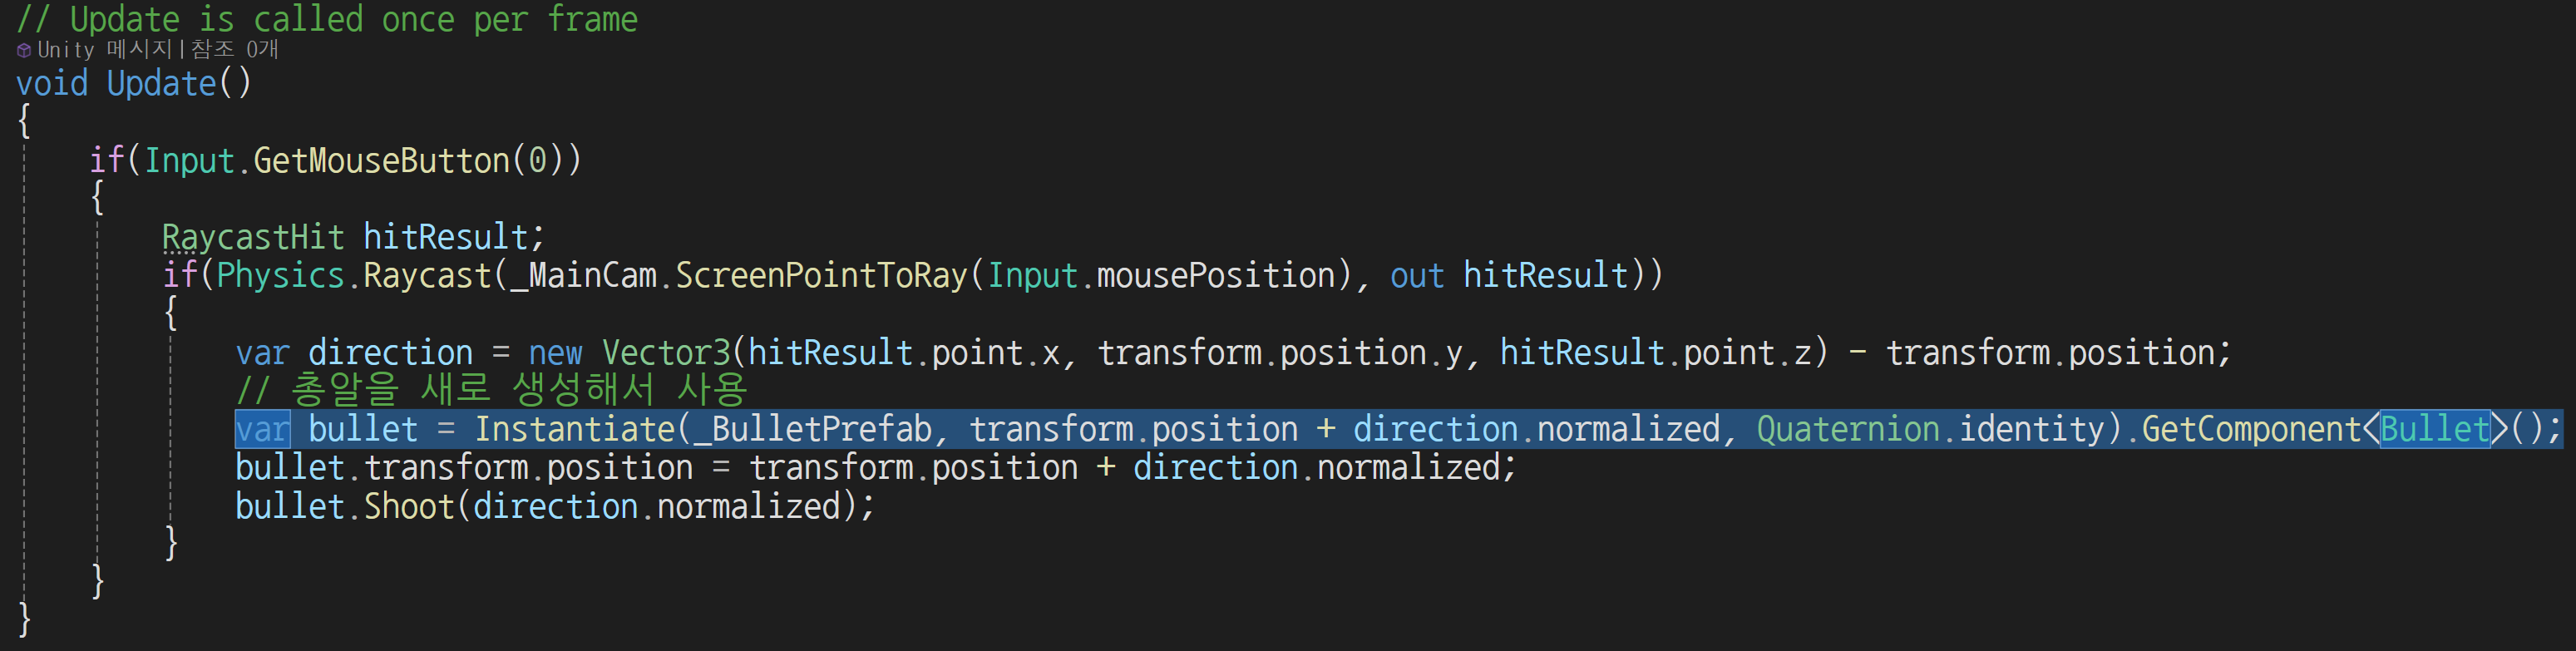 // Update is called once per frame
Unity 메시지|참조 0개
void Update()
{
if(Input.GetMouseButton(0))
{
RaycastHit hitResult;
if(Physics.Raycast(_MainCam.ScreenPointToRay(Input.mousePosition), out hitResult))
{
var direction = new Vector3(hitResult.point.x, transform.position.y, hitResult.point.z) - transform.position;
// 총알을 새로 생성해서 사용
var bullet = Instantiate(_BulletPrefab, transform.position + direction.normalized, Quaternion.identity).GetComponent<Bullet>();
bullet.transform.position = transform.position + direction.normalized;
bullet.Shoot(direction.normalized);
}
}
}